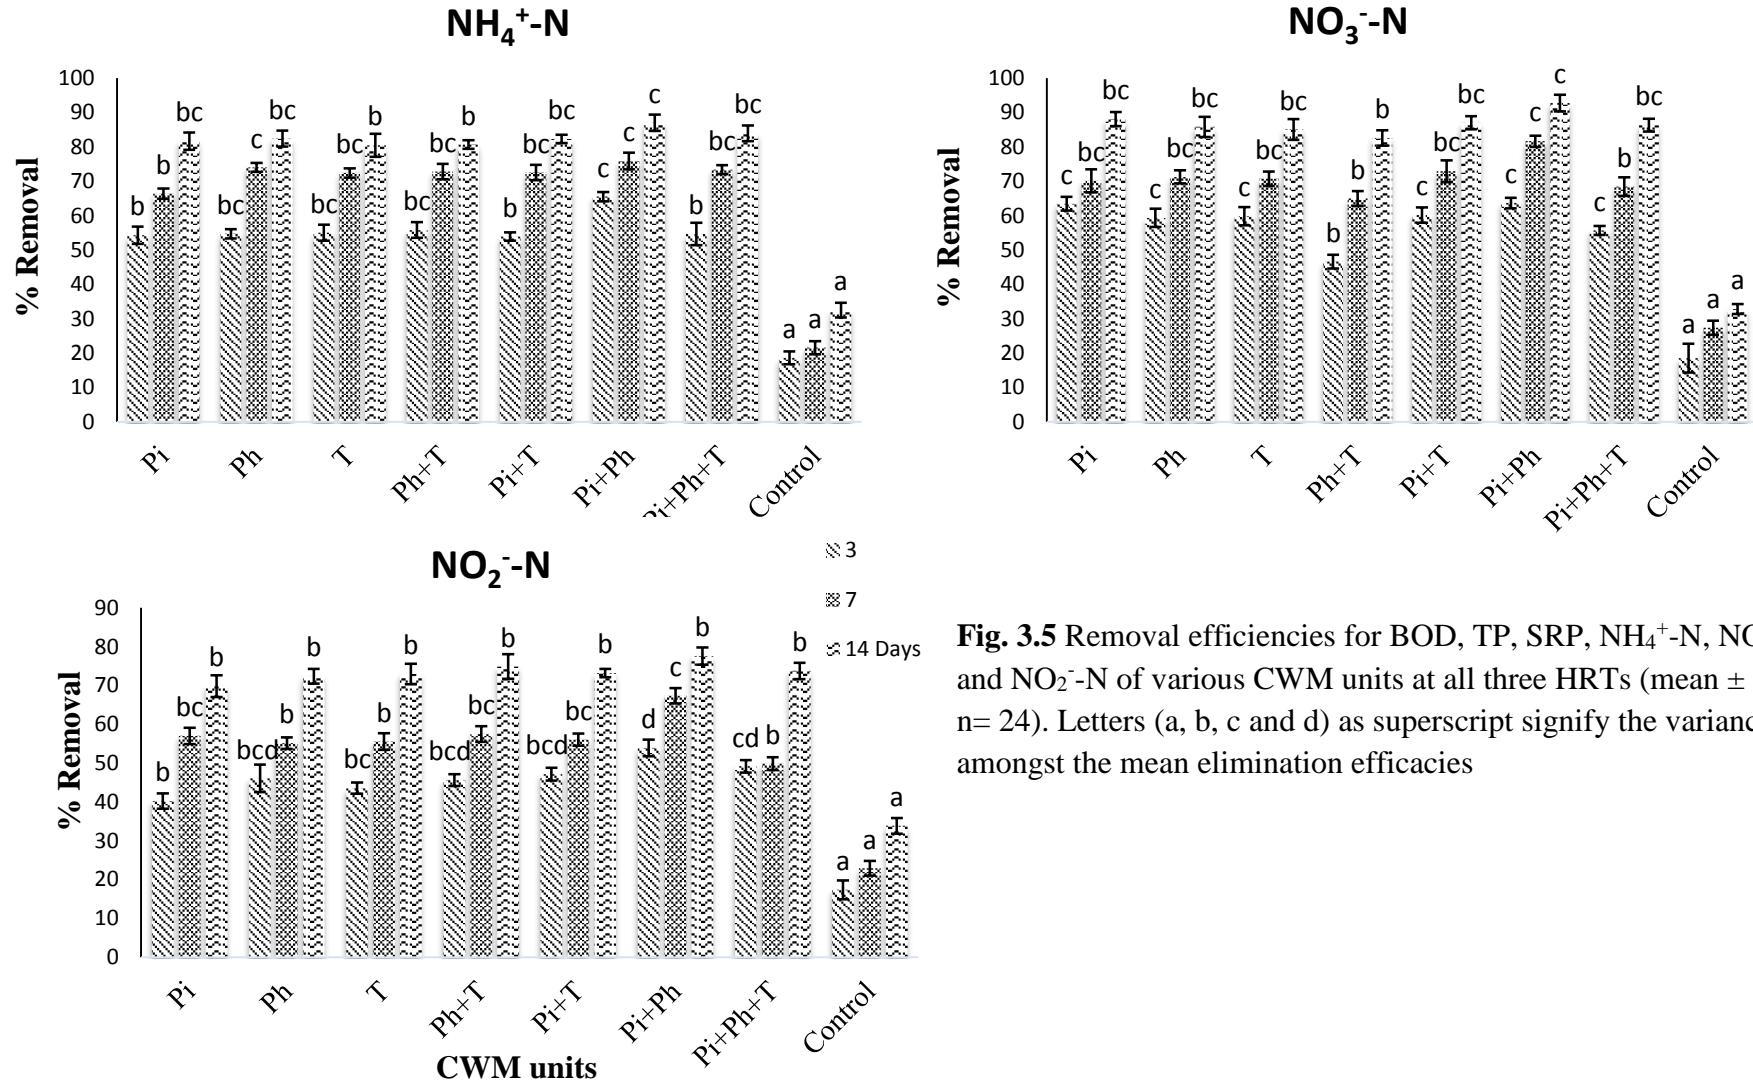 NH₄⁺-N
% Removal
100
90
80
70
60
50
40
30
20
10
0
b b bc
bc c bc
bc bc b
bc bc b
b bc bc
c c c
b bc bc
a a a
Pi
Ph
T
Ph+T
Pi+T
Pi+Ph
Pi+Ph+T
Control
NO₃⁻-N
% Removal
100
90
80
70
60
50
40
30
20
10
0
c bc bc
c bc bc
c bc bc
b b b
c bc bc
c c c
c b bc
a a a
Pi
Ph
T
Ph+T
Pi+T
Pi+Ph
Pi+Ph+T
Control
NO₂⁻-N
3
7
14 Days
% Removal
90
80
70
60
50
40
30
20
10
0
b bc b
bcd b b
bc b b
bcd bc b
bcd bc b
d c b
cd b b
a a a
Pi
Ph
T
Ph+T
Pi+T
Pi+Ph
Pi+Ph+T
Control
CWM units
Fig. 3.5 Removal efficiencies for BOD, TP, SRP, NH₄⁺-N,
and NO₂⁻-N of various CWM units at all three HRTs (mean ±
n= 24). Letters (a, b, c and d) as superscript signify the
amongst the mean elimination efficacies